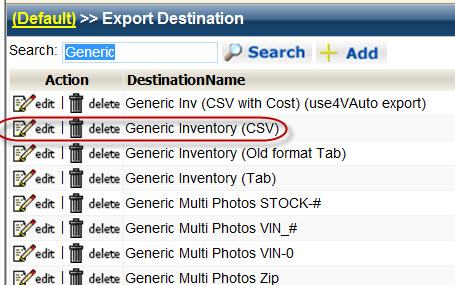 (Default) >> Export Destination
Search: Generic Search Add
Action DestinationName
edit | delete Generic Inv (CSV with Cost) (use4VAuto export)
edit | delete Generic Inventory (CSV)
edit | delete Generic Inventory (Old format Tab)
edit | delete Generic Inventory (Tab)
edit | delete Generic Multi Photos STOCK-#
edit | delete Generic Multi Photos VIN_#
edit | delete Generic Multi Photos VIN-0
edit | delete Generic Multi Photos Zip